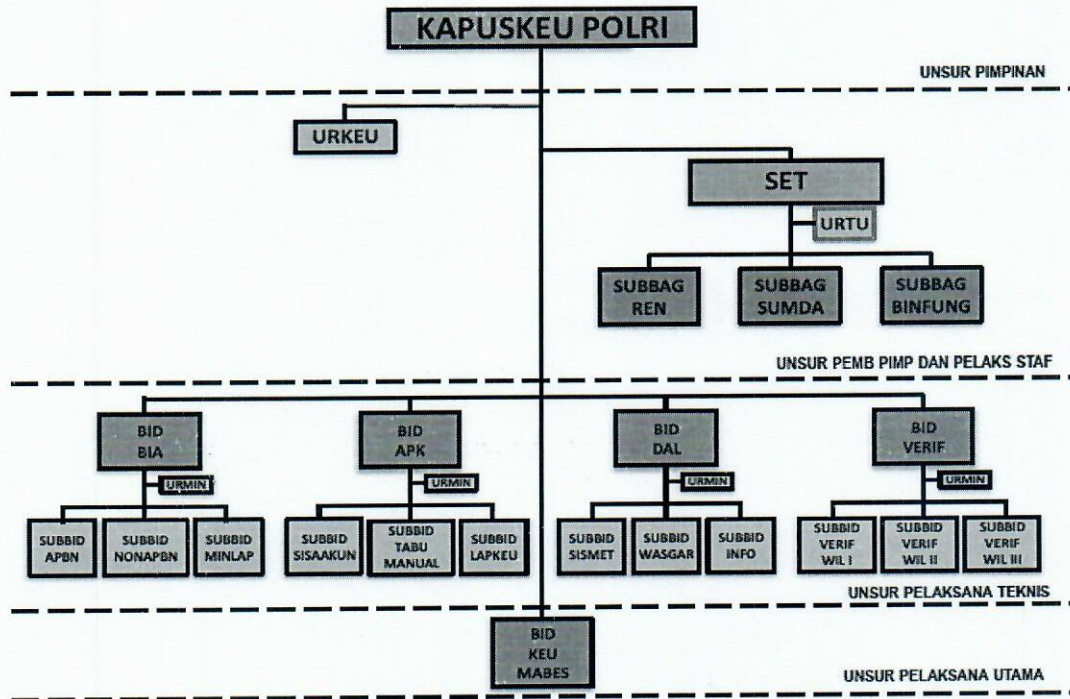 KAPUSKEU POLRI
UNSUR PIMPINAN
URKEU
SET
URTU
SUBBAG
REN
SUBBAG
SUMDA
SUBBAG
BINFUNG
UNSUR PEMB PIMP DAN PELAKS STAF
BID
BIA
BID
APK
BID
DAL
BID
VERIF
URMIN
URMIN
URMIN
URMIN
SUBBID
APBN
SUBBID
NONAPBN
SUBBID
MINLAP
SUBBID
SISAAKUN
SUBBID
TABU
MANUAL
SUBBID
LAPKEU
SUBBID
SISMET
SUBBID
WASGAR
SUBBID
INFO
SUBBID
VERIF
WIL I
SUBBID
VERIF
WIL II
SUBBID
VERIF
WIL III
UNSUR PELAKSANA TEKNIS
BID
KEU
MABES
UNSUR PELAKSANA UTAMA